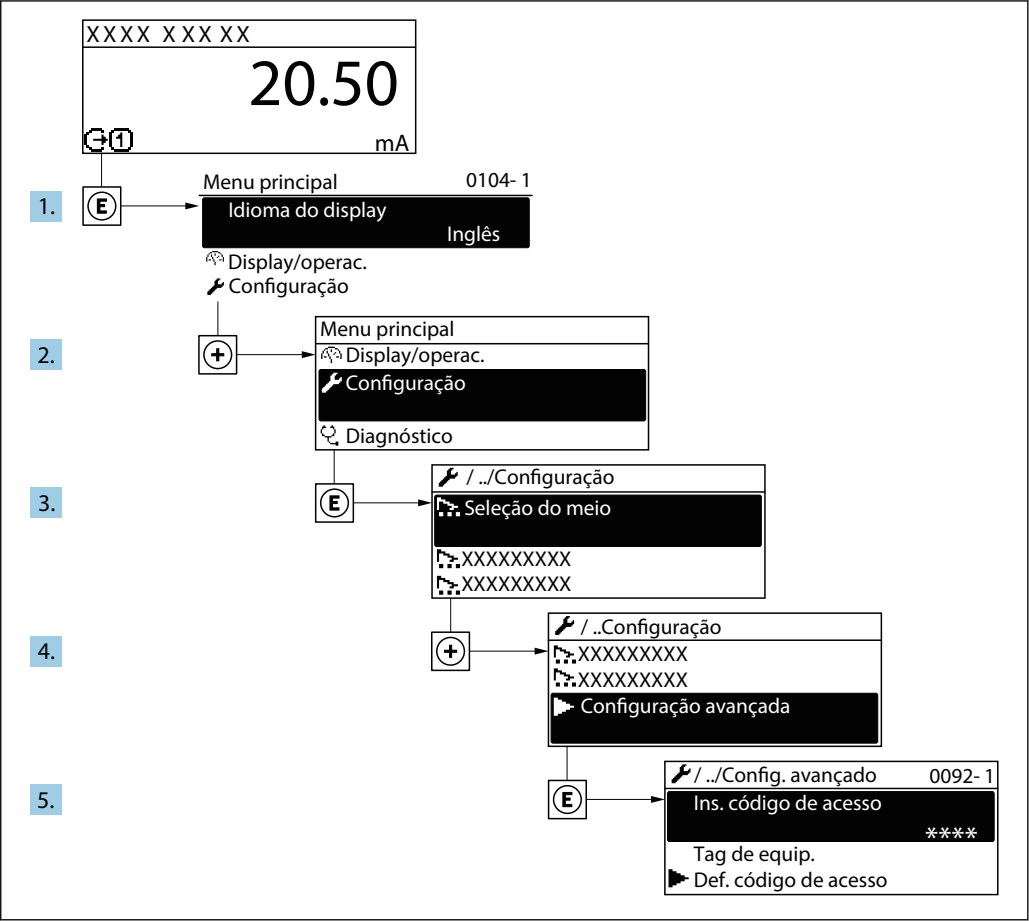 XXXX XXX XX
20.50
1 mA
1. E Menu principal 0104-1
Idioma do display
Inglês
Display/operac.
Configuração
2. + Menu principal
Display/operac.
Configuração
Diagnóstico
3. E / ../Configuração
Seleção do meio
XXXXXXXXX
XXXXXXXXX
4. + / ..Configuração
XXXXXXXXX
XXXXXXXXX
Configuração avançada
5. E / ../Config. avançado 0092-1
Ins. código de acesso
****
Tag de equip.
Def. código de acesso